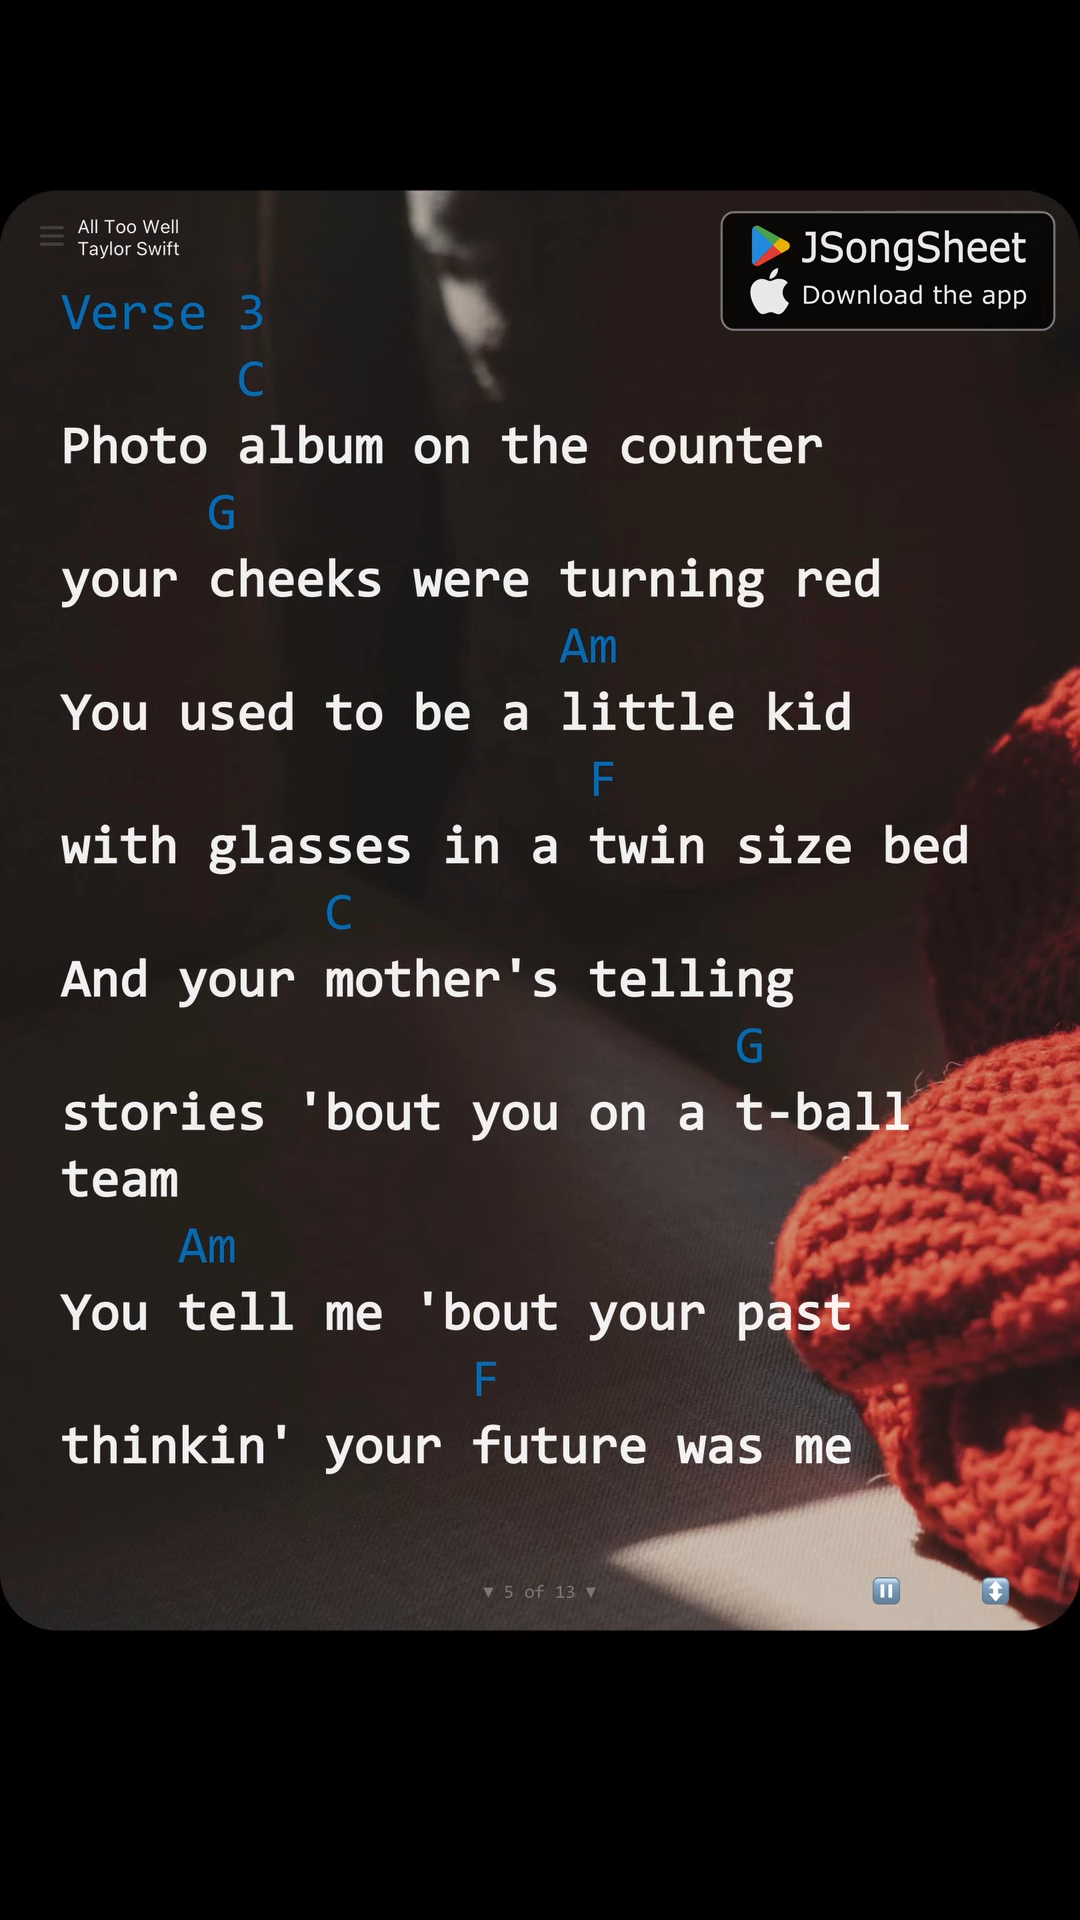 All Too Well
Taylor Swift
JSongSheet
Download the app
Verse 3
C
Photo album on the counter
G
your cheeks were turning red
Am
You used to be a little kid
F
with glasses in a twin size bed
C
And your mother's telling
G
stories 'bout you on a t-ball
team
Am
You tell me 'bout your past
F
thinkin' your future was me
▼ 5 of 13 ▼